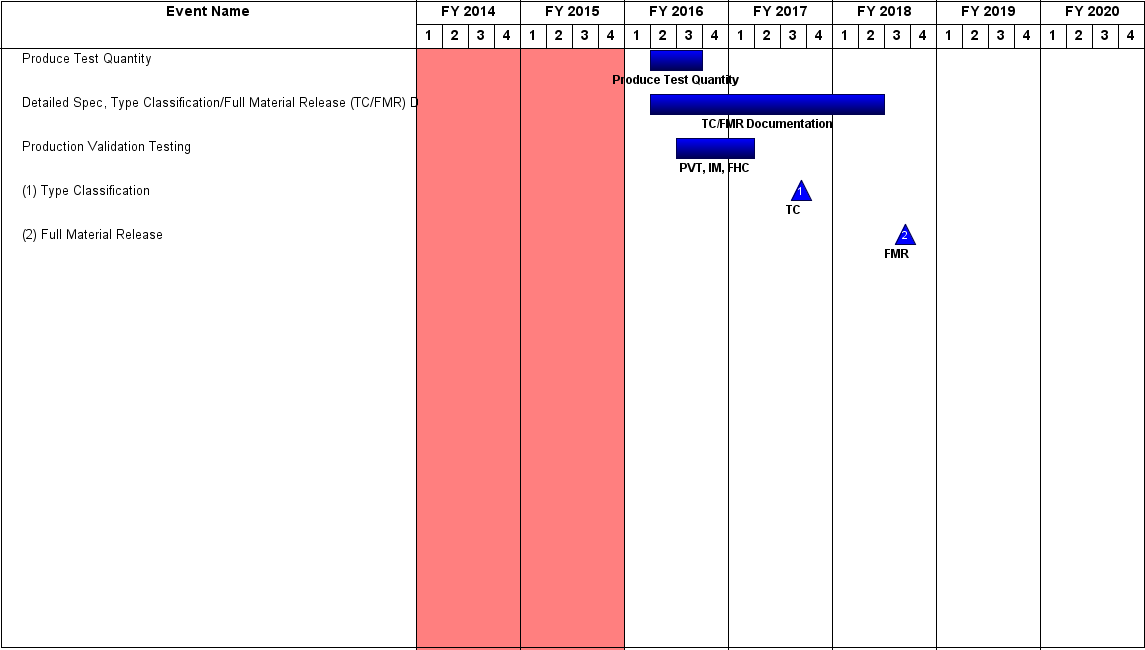 Event Name FY 2014 FY 2015 FY 2016 FY 2017 FY 2018 FY 2019 FY 2020
1 2 3 4 1 2 3 4 1 2 3 4 1 2 3 4 1 2 3 4 1 2 3 4 1 2 3 4
Produce Test Quantity
Produce Test Quantity
Detailed Spec, Type Classification/Full Material Release (TC/FMR) D
TC/FMR Documentation
Production Validation Testing
PVT, IM, FHC
(1) Type Classification 1
TC
(2) Full Material Release 2
FMR